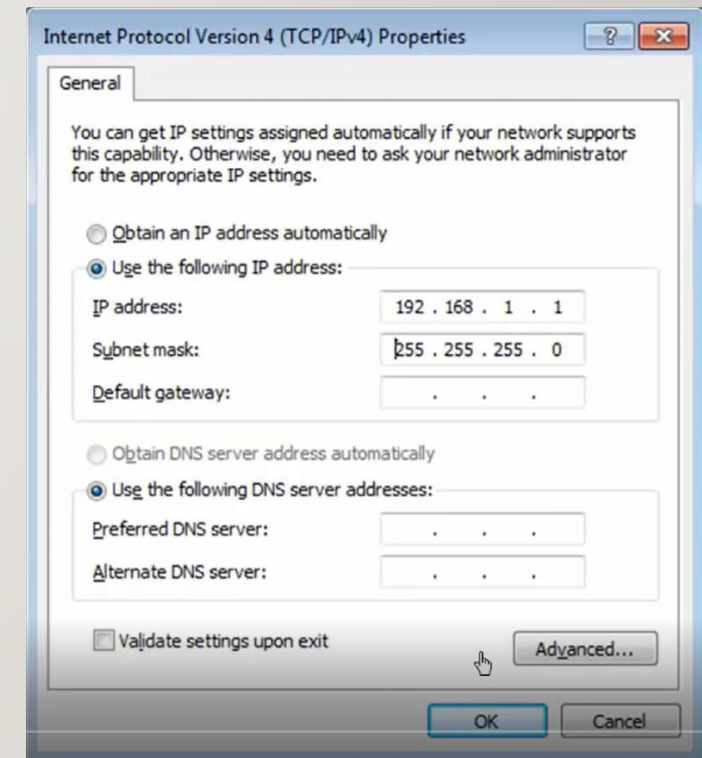 Internet Protocol Version 4 (TCP/IPv4) Properties
General
You can get IP settings assigned automatically if your network supports
this capability. Otherwise, you need to ask your network administrator
for the appropriate IP settings.
Obtain an IP address automatically
Use the following IP address:
IP address: 192 . 168 . 1 . 1
Subnet mask: 255 . 255 . 255 . 0
Default gateway: . . .
Obtain DNS server address automatically
Use the following DNS server addresses:
Preferred DNS server: . . .
Alternate DNS server: . . .
Validate settings upon exit
Advanced...
OK Cancel